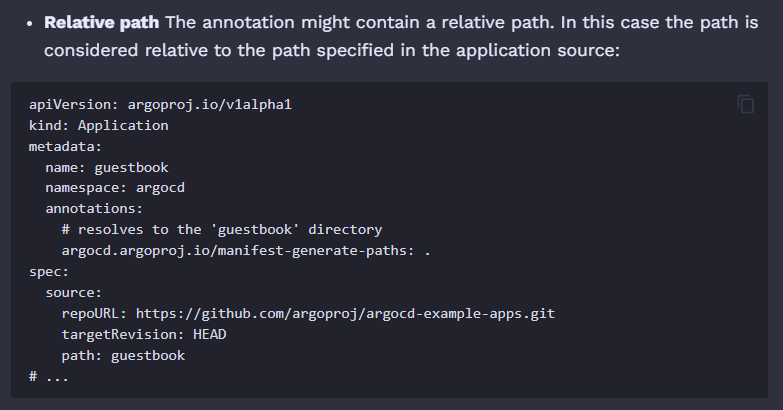 • Relative path The annotation might contain a relative path. In this case the path is
considered relative to the path specified in the application source:
apiVersion: argoproj.io/v1alpha1
kind: Application
metadata:
  name: guestbook
  namespace: argocd
  annotations:
    # resolves to the 'guestbook' directory
    argocd.argoproj.io/manifest-generate-paths: .
spec:
  source:
    repoURL: https://github.com/argoproj/argocd-example-apps.git
    targetRevision: HEAD
    path: guestbook
# ...